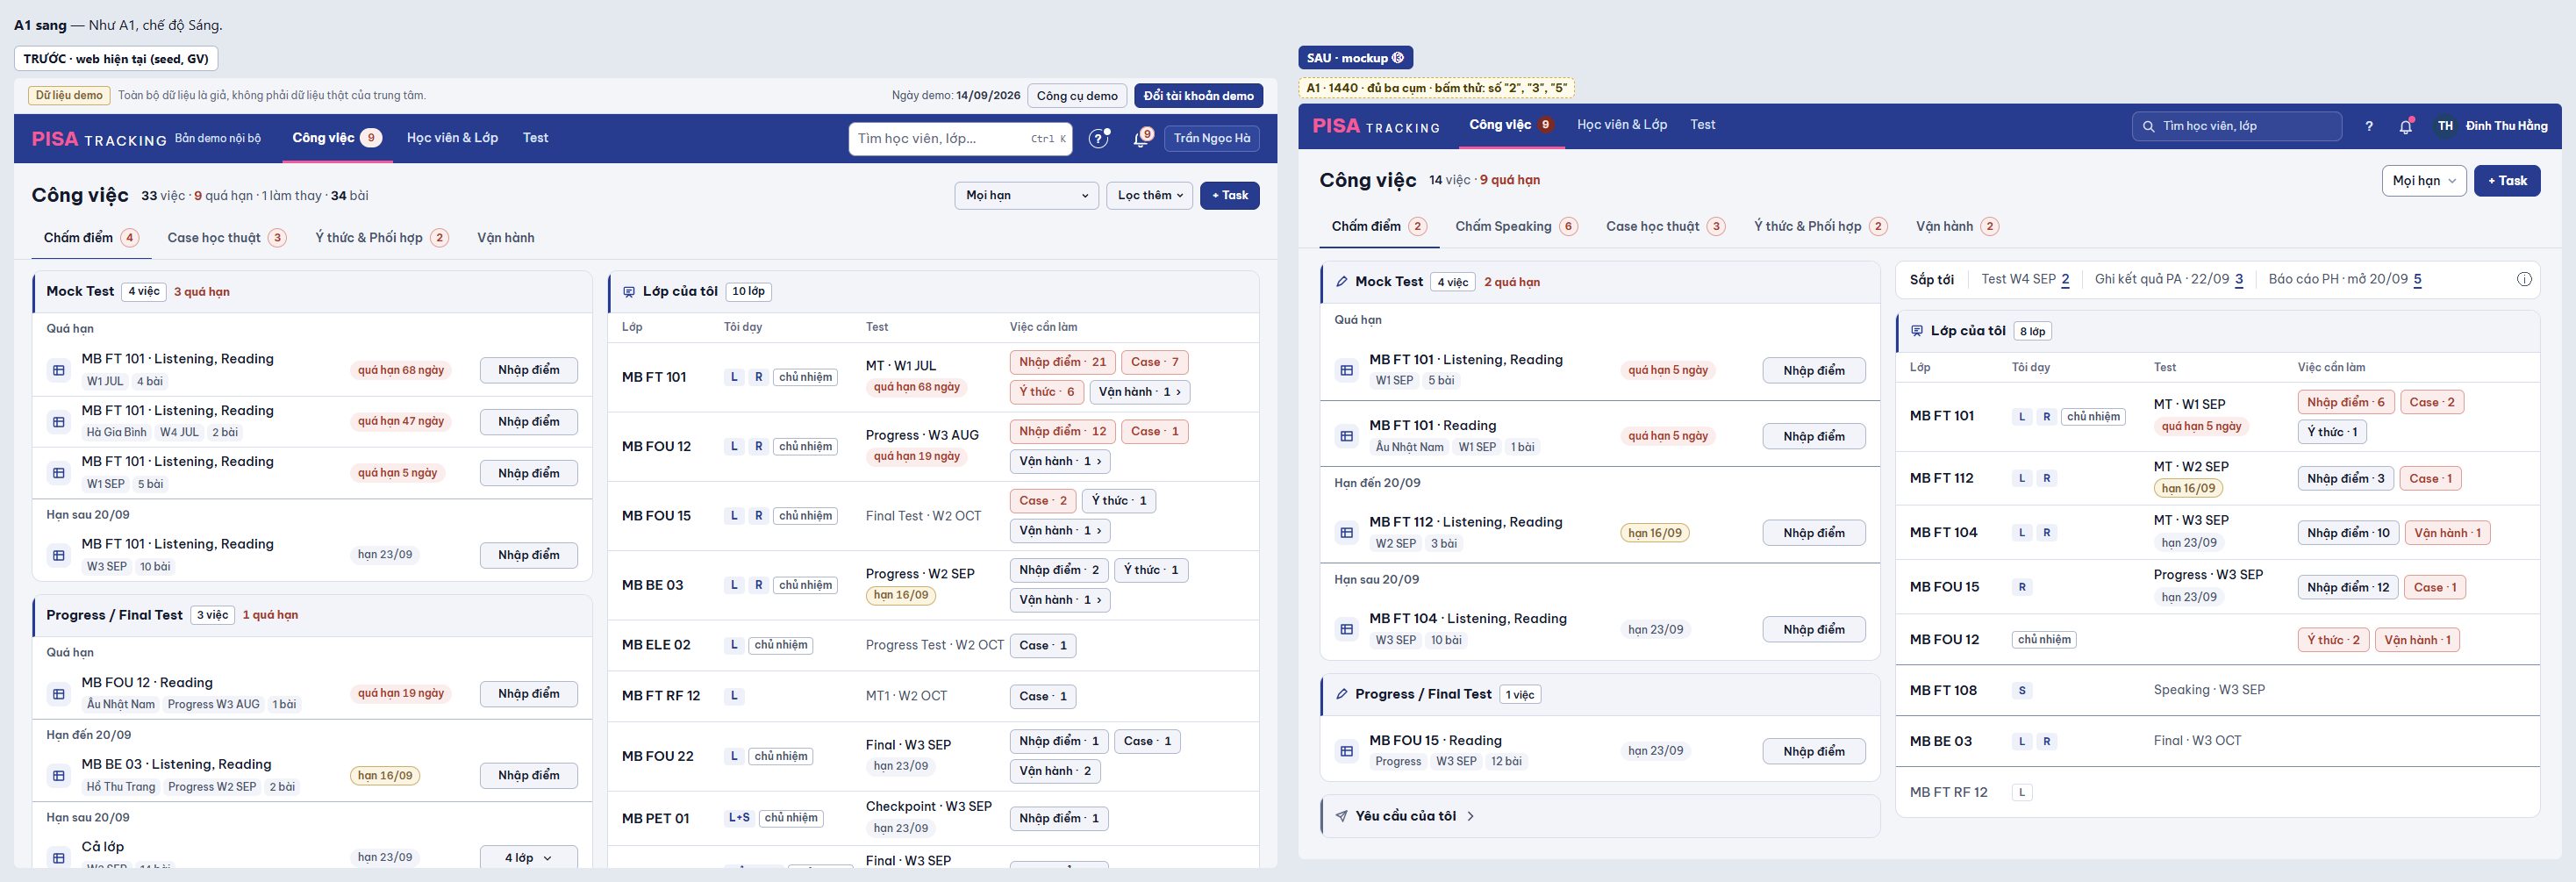 A1 sang — Như A1, chế độ Sáng.
TRƯỚC · web hiện tại (seed, GV)
Dữ liệu demo Toàn bộ dữ liệu là giả, không phải dữ liệu thật của trung tâm. Ngày demo: 14/09/2026 Công cụ demo Đổi tài khoản demo
PISA TRACKING Bản demo nội bộ Công việc 9 Học viên & Lớp Test Tìm học viên, lớp... Ctrl K ? 9 Trần Ngọc Hà
Công việc 33 việc · 9 quá hạn · 1 làm thay · 34 bài Mọi hạn Lọc thêm + Task
Chấm điểm 4 Case học thuật 3 Ý thức & Phối hợp 2 Vận hành
Mock Test 4 việc 3 quá hạn
Quá hạn
MB FT 101 · Listening, Reading
W1 JUL 4 bài
quá hạn 68 ngày Nhập điểm
MB FT 101 · Listening, Reading
Hà Gia Bình W4 JUL 2 bài
quá hạn 47 ngày Nhập điểm
MB FT 101 · Listening, Reading
W1 SEP 5 bài
quá hạn 5 ngày Nhập điểm
Hạn sau 20/09
MB FT 101 · Listening, Reading
W3 SEP 10 bài
hạn 23/09 Nhập điểm
Progress / Final Test 3 việc 1 quá hạn
Quá hạn
MB FOU 12 · Reading
Âu Nhật Nam Progress W3 AUG 1 bài
quá hạn 19 ngày Nhập điểm
Hạn đến 20/09
MB BE 03 · Listening, Reading
Hồ Thu Trang Progress W2 SEP 2 bài
hạn 16/09 Nhập điểm
Hạn sau 20/09
Cả lớp
hạn 23/09 4 lớp
Lớp của tôi 10 lớp
Lớp Tôi dạy Test Việc cần làm
MB FT 101 L R chủ nhiệm MT · W1 JUL quá hạn 68 ngày Nhập điểm · 21 Case · 7
Ý thức · 6 Vận hành · 1 ›
MB FOU 12 L R chủ nhiệm Progress · W3 AUG quá hạn 19 ngày Nhập điểm · 12 Case · 1
Vận hành · 1 ›
MB FOU 15 L R chủ nhiệm Final Test · W2 OCT Case · 2 Ý thức · 1
Vận hành · 1 ›
MB BE 03 L R chủ nhiệm Progress · W2 SEP hạn 16/09 Nhập điểm · 2 Ý thức · 1
Vận hành · 1 ›
MB ELE 02 L chủ nhiệm Progress Test · W2 OCT Case · 1
MB FT RF 12 L MT1 · W2 OCT Case · 1
MB FOU 22 L chủ nhiệm Final · W3 SEP hạn 23/09 Nhập điểm · 1 Case · 1
Vận hành · 2
MB PET 01 L+S chủ nhiệm Checkpoint · W3 SEP hạn 23/09 Nhập điểm · 1
Final · W3 SEP
SAU · mockup
A1 · 1440 · đủ ba cụm · bấm thử: số "2", "3", "5"
PISA TRACKING Công việc 9 Học viên & Lớp Test Tìm học viên, lớp ? TH Đinh Thu Hằng
Công việc 14 việc · 9 quá hạn Mọi hạn + Task
Chấm điểm 2 Chấm Speaking 6 Case học thuật 3 Ý thức & Phối hợp 2 Vận hành 2
Mock Test 4 việc 2 quá hạn
Quá hạn
MB FT 101 · Listening, Reading
W1 SEP 5 bài
quá hạn 5 ngày Nhập điểm
MB FT 101 · Reading
Âu Nhật Nam W1 SEP 1 bài
quá hạn 5 ngày Nhập điểm
Hạn đến 20/09
MB FT 112 · Listening, Reading
W2 SEP 3 bài
hạn 16/09 Nhập điểm
Hạn sau 20/09
MB FT 104 · Listening, Reading
W3 SEP 10 bài
hạn 23/09 Nhập điểm
Progress / Final Test 1 việc
MB FOU 15 · Reading
Progress W3 SEP 12 bài
hạn 23/09 Nhập điểm
Yêu cầu của tôi
Sắp tới Test W4 SEP 2 Ghi kết quả PA · 22/09 3 Báo cáo PH · mở 20/09 5
Lớp của tôi 8 lớp
Lớp Tôi dạy Test Việc cần làm
MB FT 101 L R chủ nhiệm MT · W1 SEP quá hạn 5 ngày Nhập điểm · 6 Case · 2
Ý thức · 1
MB FT 112 L R MT · W2 SEP hạn 16/09 Nhập điểm · 3 Case · 1
MB FT 104 L R MT · W3 SEP hạn 23/09 Nhập điểm · 10 Vận hành · 1
MB FOU 15 R Progress · W3 SEP hạn 23/09 Nhập điểm · 12 Case · 1
MB FOU 12 chủ nhiệm Ý thức · 2 Vận hành · 1
MB FT 108 S Speaking · W3 SEP
MB BE 03 L R Final · W3 OCT
MB FT RF 12 L